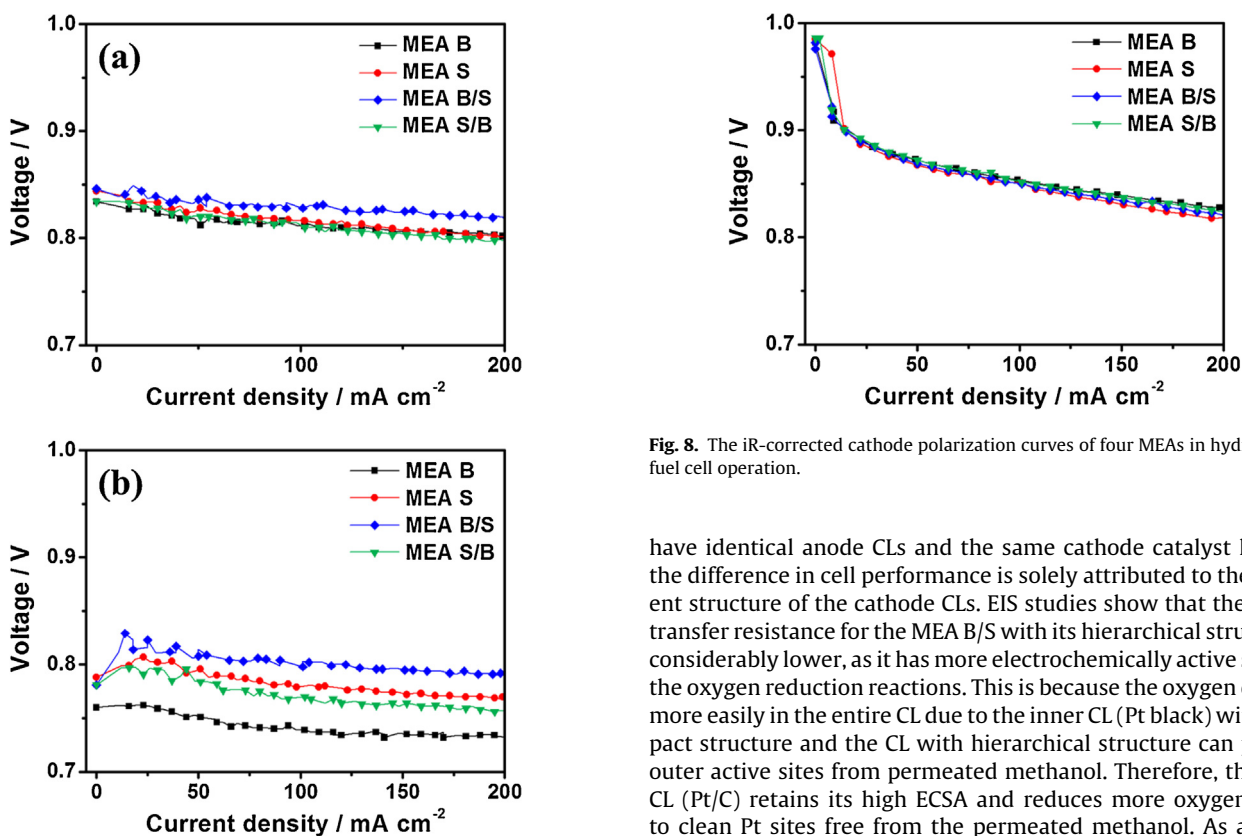 1.0
(a)
MEA B
MEA S
MEA B/S
MEA S/B
0.9
0.8
0.7
Voltage / V
0 50 100 150 200
Current density / mA cm⁻²
1.0
(b)
MEA B
MEA S
MEA B/S
MEA S/B
0.9
0.8
0.7
Voltage / V
0 50 100 150 200
Current density / mA cm⁻²
1.0
MEA B
MEA S
MEA B/S
MEA S/B
0.9
0.8
0.7
Voltage / V
0 50 100 150 200
Current density / mA cm⁻²
Fig. 8. The iR-corrected cathode polarization curves of four MEAs in
fuel cell operation.
have identical anode CLs and the same cathode catalyst
the difference in cell performance is solely attributed to
ent structure of the cathode CLs. EIS studies show that
transfer resistance for the MEA B/S with its hierarchical
considerably lower, as it has more electrochemically active
the oxygen reduction reactions. This is because the oxygen
more easily in the entire CL due to the inner CL (Pt black)
pact structure and the CL with hierarchical structure can
outer active sites from permeated methanol. Therefore,
CL (Pt/C) retains its high ECSA and reduces more oxygen
to clean Pt sites free from the permeated methanol. As